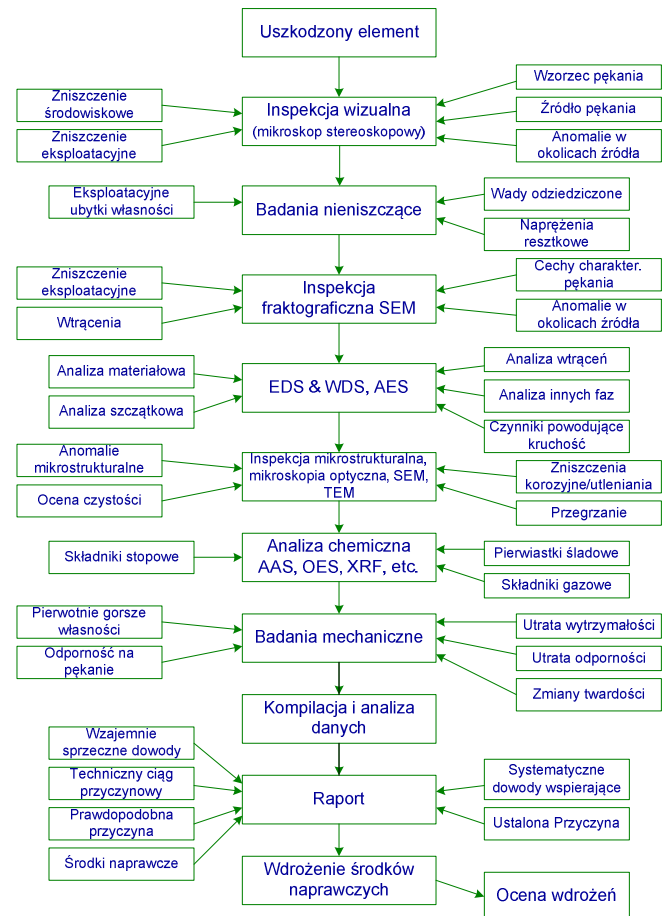 Uszkodzony element
Zniszczenie
środowiskowe
Zniszczenie
eksploatacyjne
Inspekcja wizualna
(mikroskop stereoskopowy)
Wzorzec pękania
Źródło pękania
Anomalie w
okolicach źródła
Eksploatacyjne
ubytki własności
Badania nieniszczące
Wady odziedziczone
Naprężenia
resztkowe
Zniszczenie
eksploatacyjne
Wtrącenia
Inspekcja
fraktograficzna SEM
Cechy charakter.
pękania
Anomalie w
okolicach źródła
Analiza materiałowa
Analiza szczątkowa
EDS & WDS, AES
Analiza wtrąceń
Analiza innych faz
Czynniki powodujące
kruchość
Anomalie
mikrostrukturalne
Ocena czystości
Inspekcja mikrostrukturalna,
mikroskopia optyczna, SEM,
TEM
Zniszczenia
korozyjne/utleniania
Przegrzanie
Składniki stopowe
Analiza chemiczna
AAS, OES, XRF, etc.
Pierwiastki śladowe
Składniki gazowe
Pierwotnie gorsze
własności
Odporność na
pękanie
Badania mechaniczne
Utrata wytrzymałości
Utrata odporności
Zmiany twardości
Kompilacja i analiza
danych
Wzajemnie
sprzeczne dowody
Techniczny ciąg
przyczynowy
Prawdopodobna
przyczyna
Środki naprawcze
Raport
Systematyczne
dowody wspierające
Ustalona Przyczyna
Wdrożenie środków
naprawczych
Ocena wdrożeń